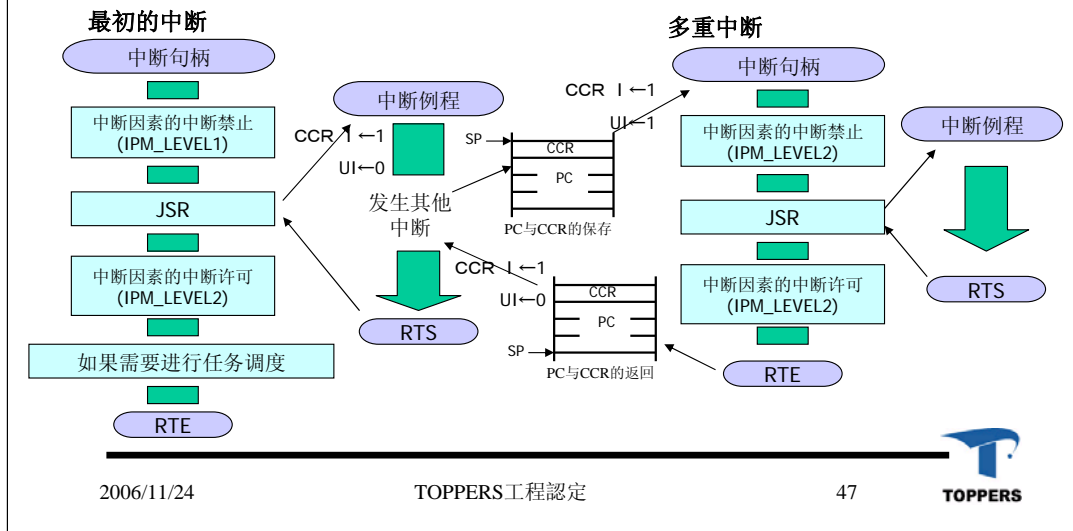 最初的中断
中断句柄
中断因素的中断禁止
(IPM_LEVEL1)
JSR
中断因素的中断许可
(IPM_LEVEL2)
如果需要进行任务调度
RTE
中断例程
CCR I ←1
UI←0
发生其他
中断
RTS
SP
CCR
PC
PC与CCR的保存
CCR I ←1
UI←1
CCR I ←1
UI←0
CCR
PC
SP
PC与CCR的返回
多重中断
中断句柄
中断因素的中断禁止
(IPM_LEVEL2)
JSR
中断因素的中断许可
(IPM_LEVEL2)
RTE
中断例程
RTS
2006/11/24
TOPPERS工程認定
47
TOPPERS